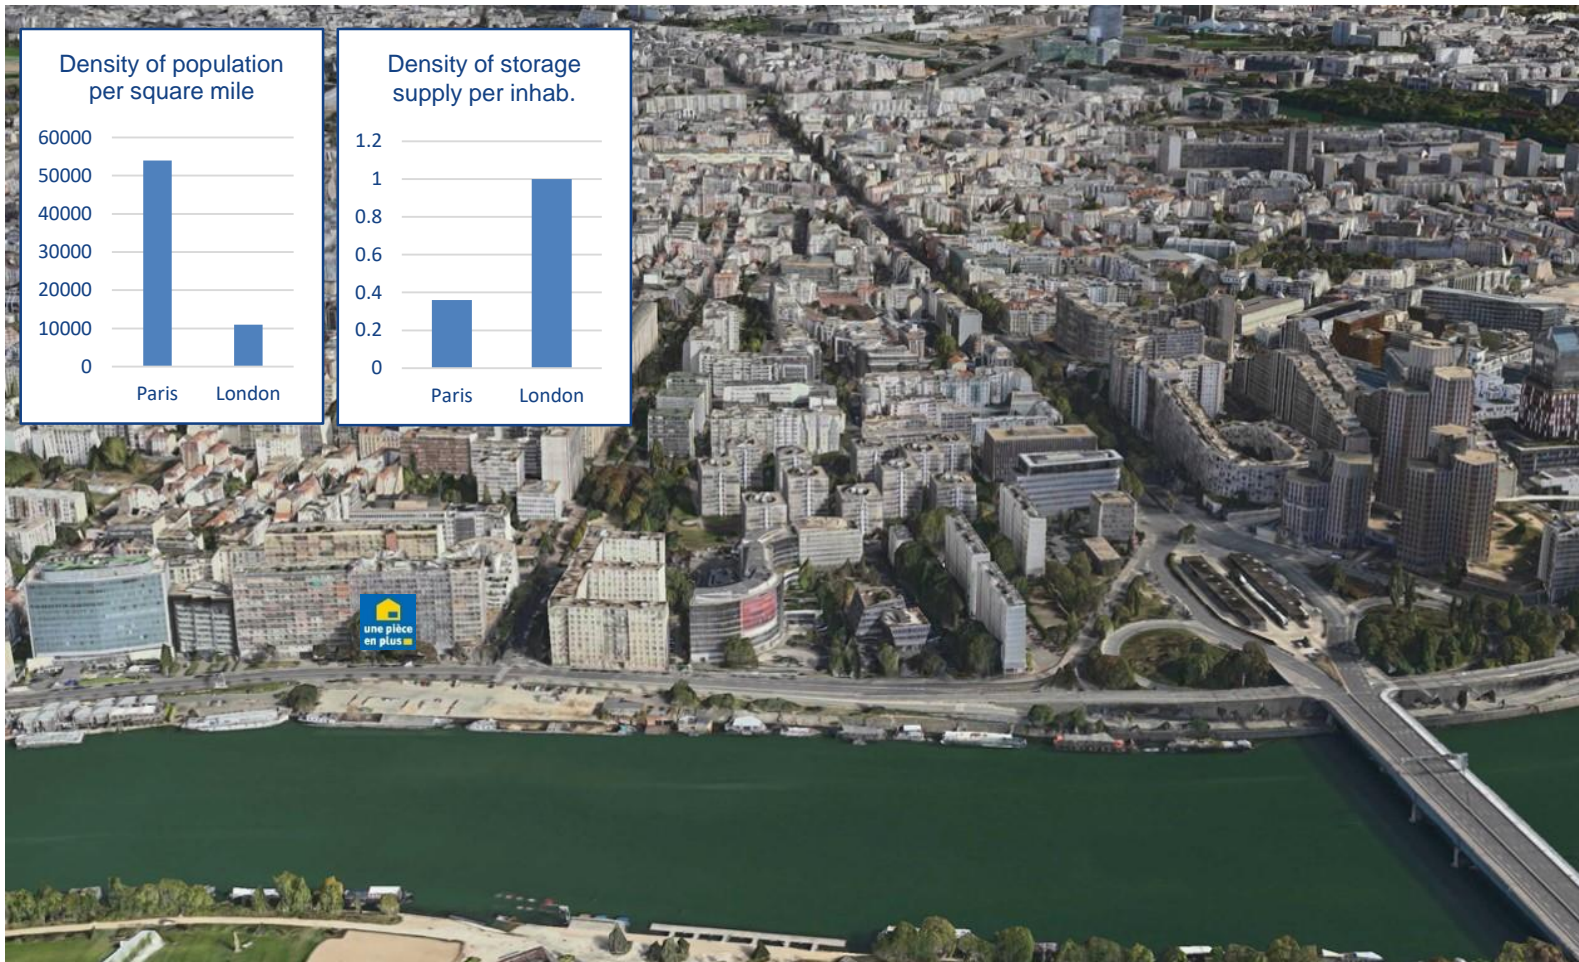 Density of population
per square mile
60000
50000
40000
30000
20000
10000
0
Paris London
Density of storage
supply per inhab.
1.2
1
0.8
0.6
0.4
0.2
0
Paris London
une pièce
en plus